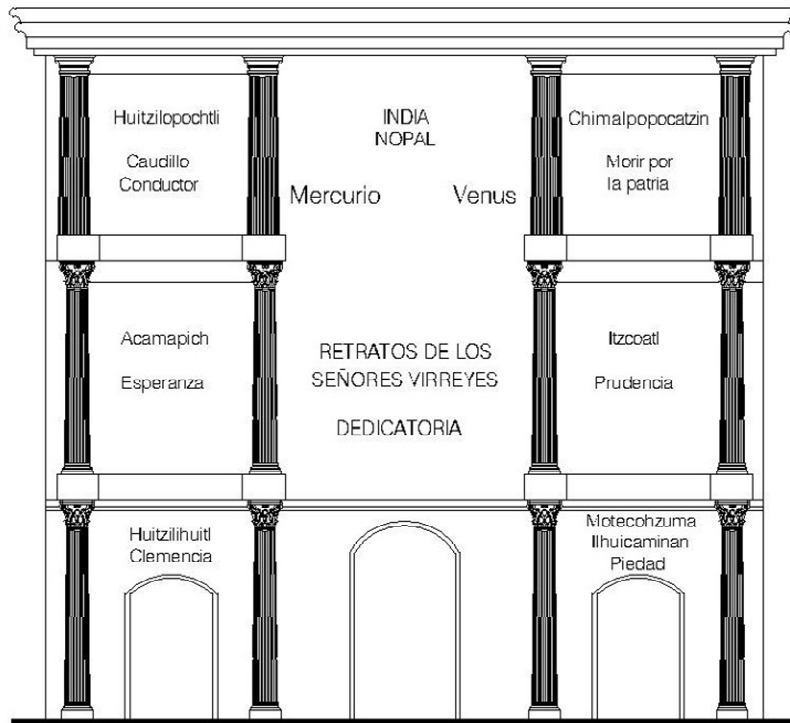 Huitzilopochtli
Caudillo
Conductor
INDIA
NOPAL
Mercurio
Venus
Chimalpopocatzin
Morir por
la patria
Acamapich
Esperanza
RETRATOS DE LOS
SEÑORES VIRREYES
DEDICATORIA
Itzcoatl
Prudencia
Huitzilihuitl
Clemencia
Motecohzuma
Ilhuicaminan
Piedad